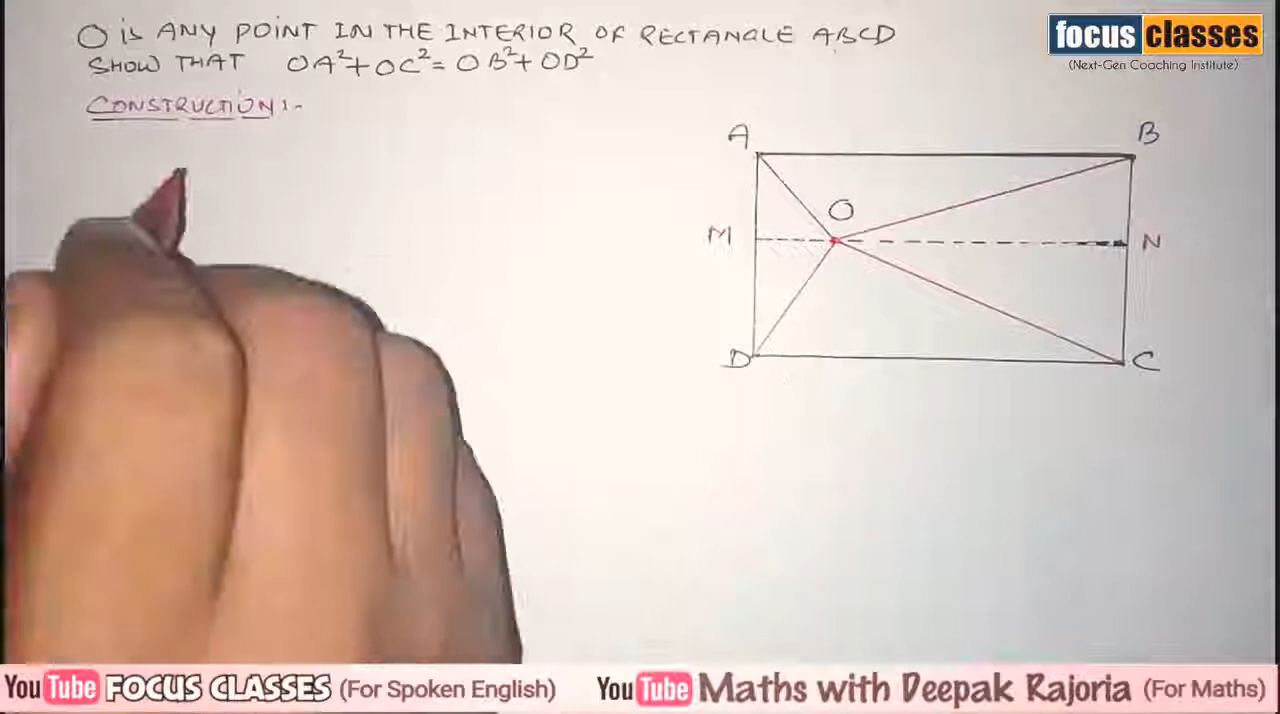 O is ANY POINT IN THE INTERIOR OF RECTANGLE ABCD
SHOW THAT OA²+OC²= OB²+OD²
CONSTRUCTION:-
focus classes
(Next-Gen Coaching Institute)
A
B
O
M
N
D
C
YouTube FOCUS CLASSES (For Spoken English)
YouTube Maths with Deepak Rajoria (For Maths)